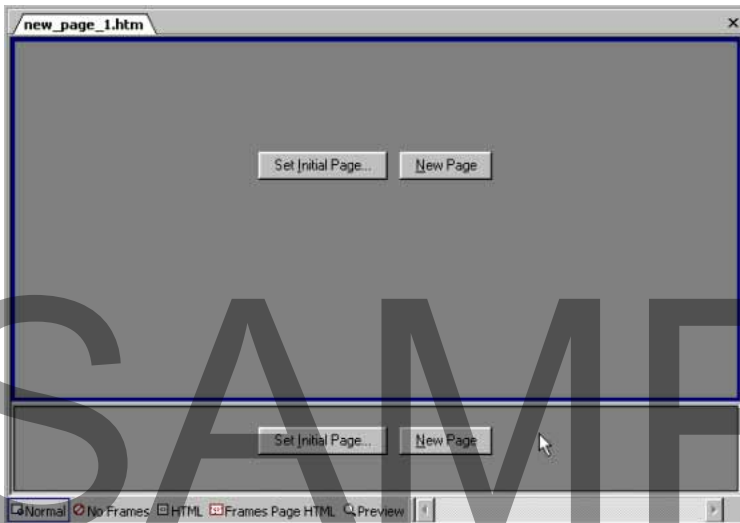 new_page_1.htm
Set Initial Page... New Page
Set Initial Page... New Page
Normal No Frames HTML Frames Page HTML Preview